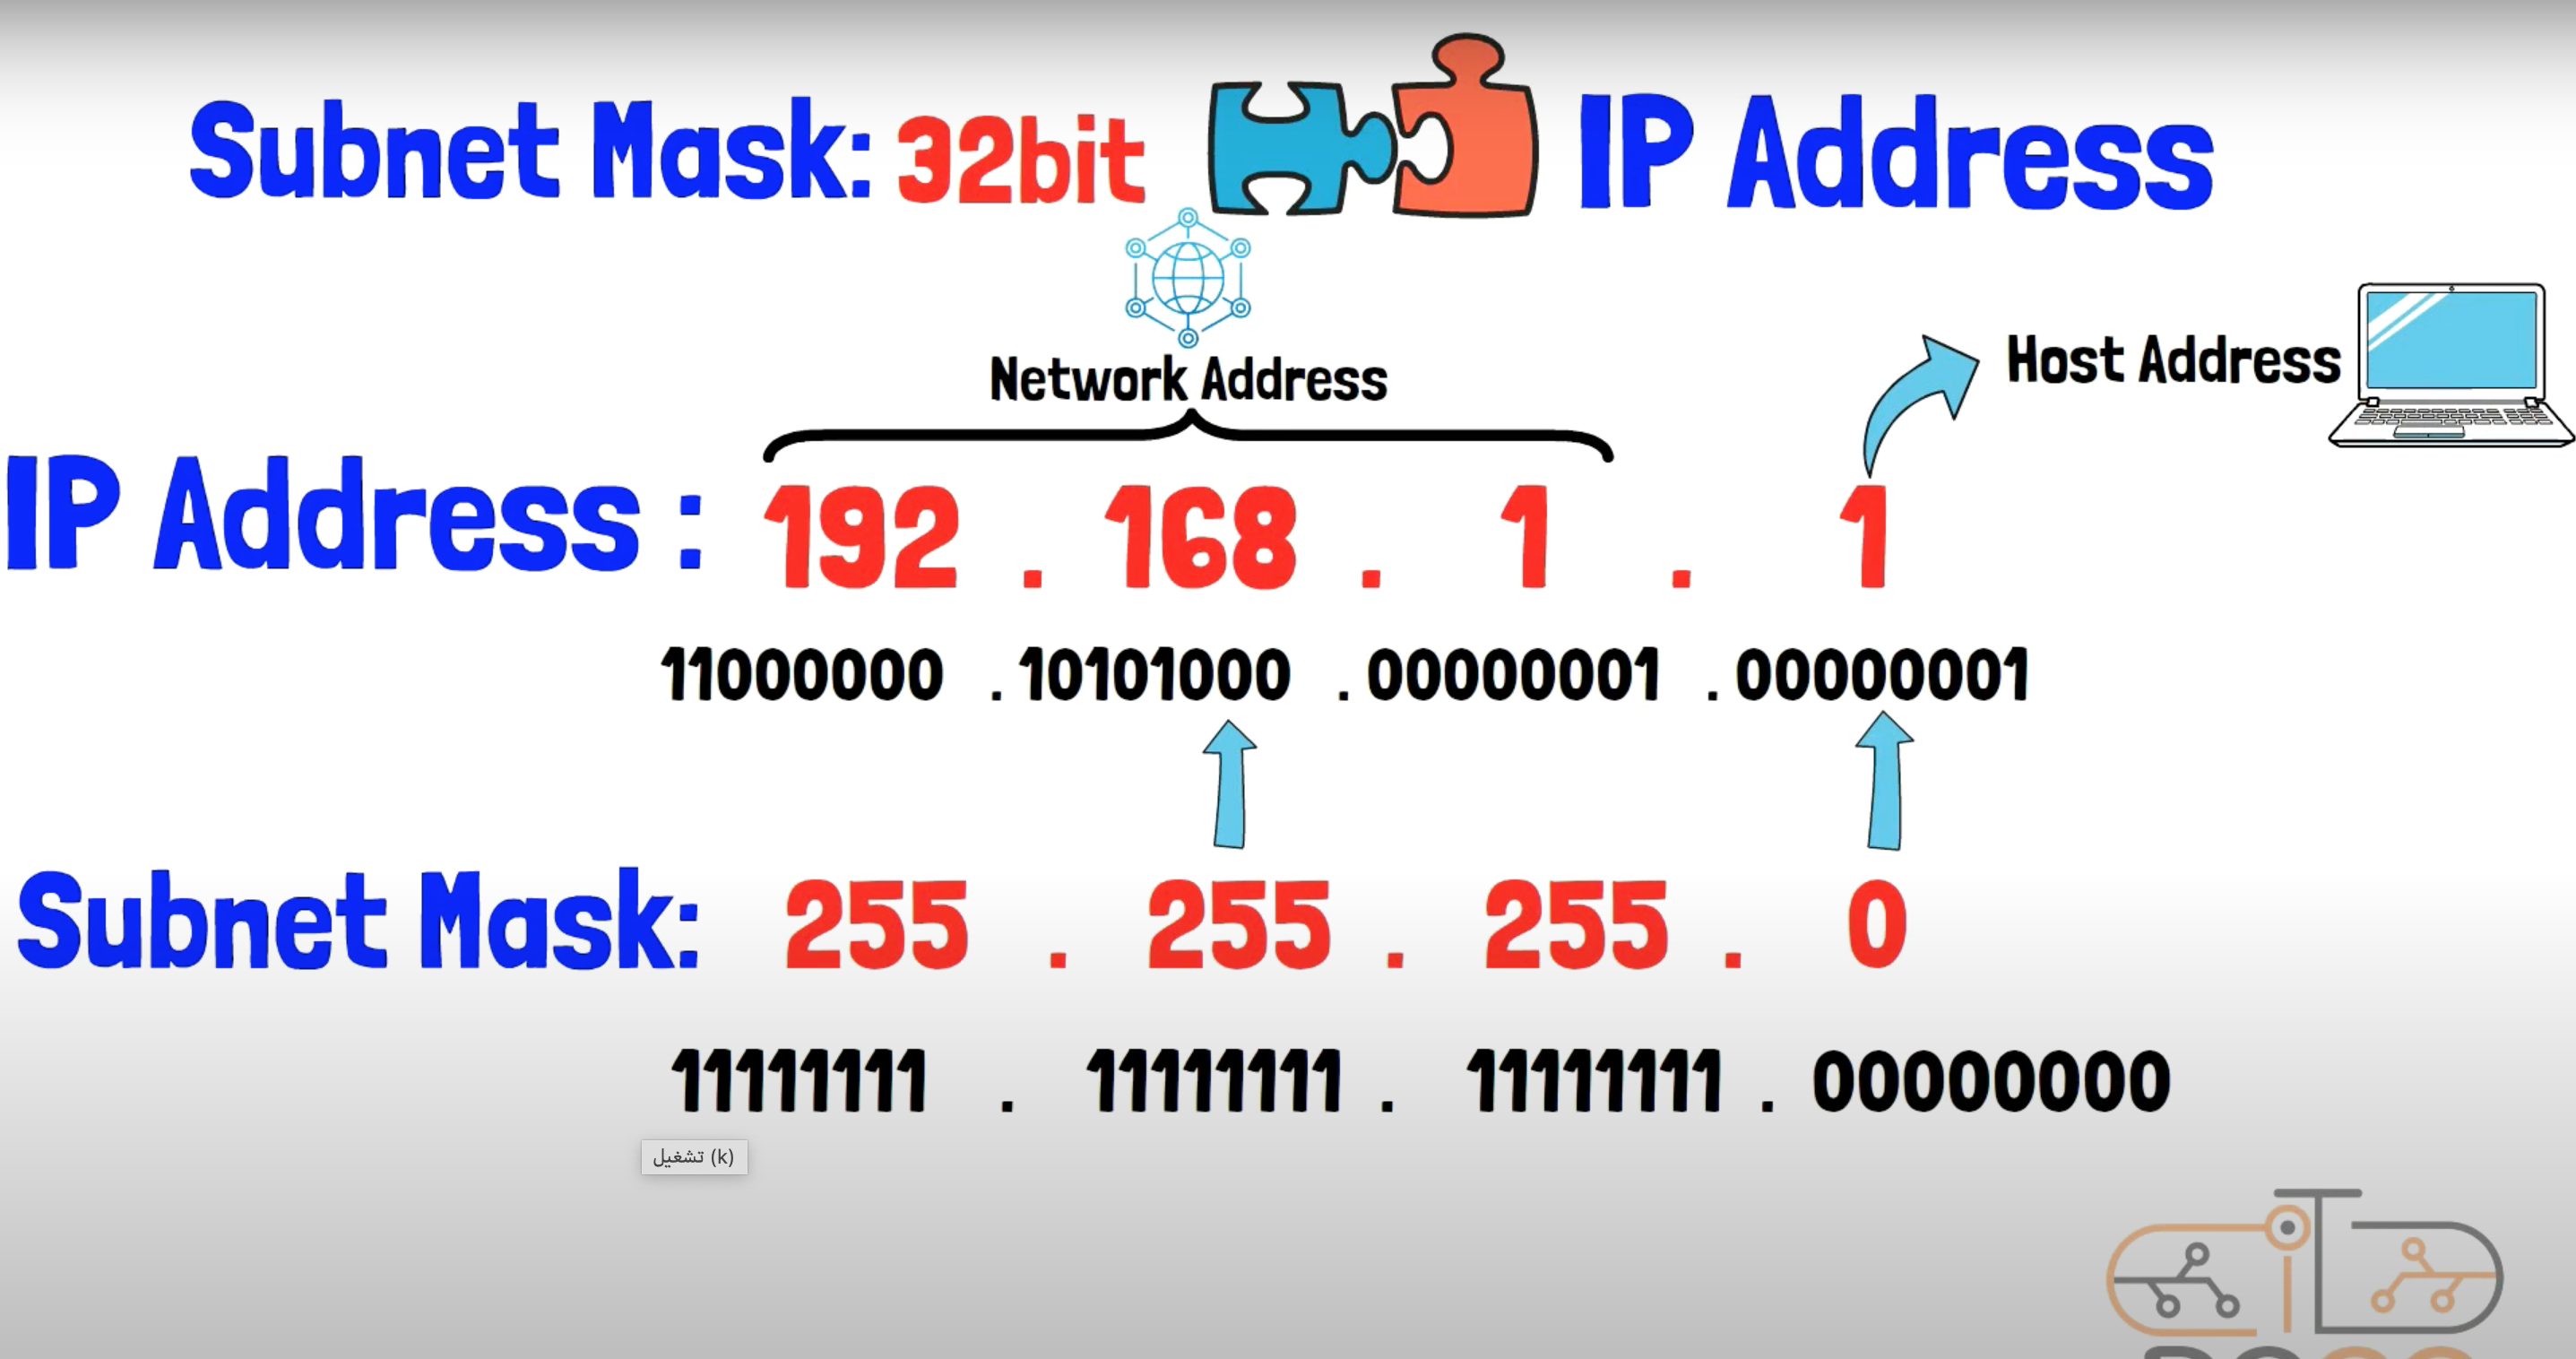 Subnet Mask: 32bit IP Address
Network Address
Host Address
IP Address : 192 . 168 . 1 . 1
11000000 .10101000 .00000001 .00000001
Subnet Mask: 255 . 255 . 255 . 0
11111111 . 11111111 . 11111111 . 00000000
تشغيل (k)